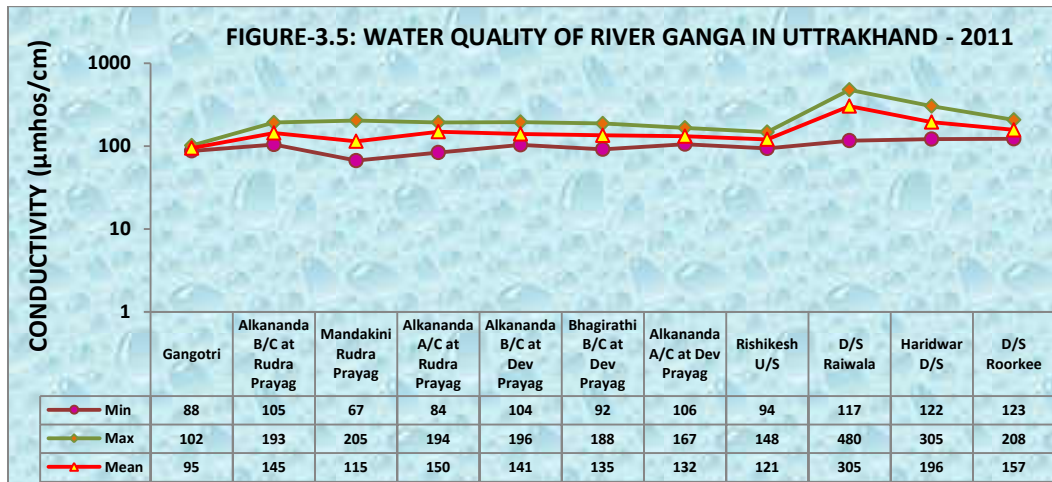 FIGURE-3.5: WATER QUALITY OF RIVER GANGA IN UTTRAKHAND - 2011
CONDUCTIVITY (µmhos/cm)
1000
100
10
1
Gangotri
Alkananda
B/C at
Rudra
Prayag
Mandakini
Rudra
Prayag
Alkananda
A/C at
Rudra
Prayag
Alkananda
B/C at
Dev
Prayag
Bhagirathi
B/C at
Dev
Prayag
Alkananda
A/C at Dev
Prayag
Rishikesh
U/S
D/S
Raiwala
Haridwar
D/S
D/S
Roorkee
Min 88 105 67 84 104 92 106 94 117 122 123
Max 102 193 205 194 196 188 167 148 480 305 208
Mean 95 145 115 150 141 135 132 121 305 196 157